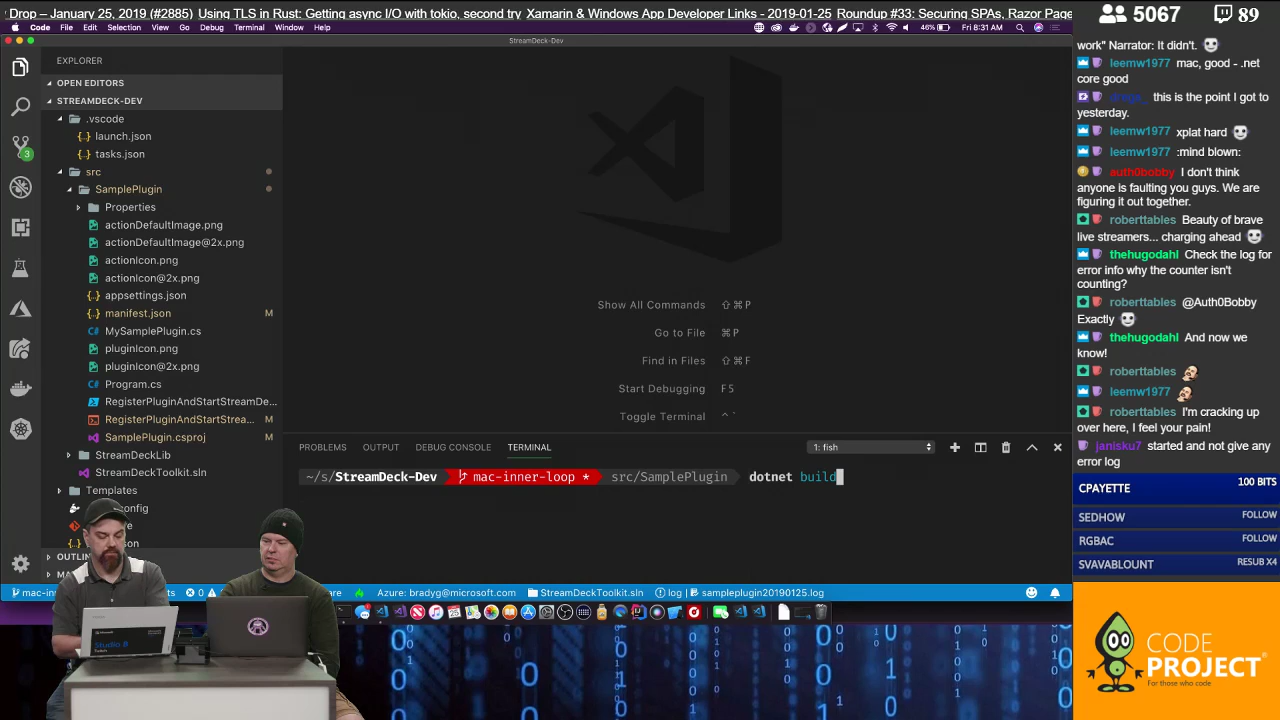 Drop – January 25, 2019 (#2885) Using TLS in Rust: Getting async I/O with tokio, second try Xamarin & Windows App Developer Links - 2019-01-25 Roundup #33: Securing SPAs, Razor Page
5067 89
Code File Edit Selection View Go Debug Terminal Window Help 46% Fri 8:31 AM
StreamDeck-Dev
EXPLORER
OPEN EDITORS
STREAMDECK-DEV
.vscode
launch.json
tasks.json
src
SamplePlugin
Properties
actionDefaultImage.png
actionDefaultImage@2x.png
actionIcon.png
actionIcon@2x.png
appsettings.json
manifest.json M
MySamplePlugin.cs
pluginIcon.png
pluginIcon@2x.png
Program.cs
RegisterPluginAndStartStreamDe...
RegisterPluginAndStartStrea... M
SamplePlugin.csproj M
StreamDeckLib
StreamDeckToolkit.sln
Templates
3
Show All Commands ⇧⌘P
Go to File ⌘P
Find in Files ⇧⌘F
Start Debugging F5
Toggle Terminal ^`
PROBLEMS OUTPUT DEBUG CONSOLE TERMINAL 1: fish
~/s/StreamDeck-Dev mac-inner-loop * src/SamplePlugin dotnet build
Azure: bradyg@microsoft.com StreamDeckToolkit.sln log sampleplugin20190125.log
work" Narrator: It didn't.
leemw1977 mac, good - .net
core good
this is the point I got to
yesterday.
leemw1977 xplat hard
leemw1977 :mind blown:
auth0bobby I don't think
anyone is faulting you guys. We are
figuring it out together.
roberttables Beauty of brave
live streamers... charging ahead
thehugodahl Check the log for
error info why the counter isn't
counting?
roberttables @Auth0Bobby
Exactly
thehugodahl And now we
know!
roberttables
leemw1977
roberttables I'm cracking up
over here, I feel your pain!
janisku7 started and not give any
error log
CPAYETTE 100 BITS
SEDHOW FOLLOW
RGBAC FOLLOW
SVAVABLOUNT RESUB X4
CODE
PROJECT
For those who code